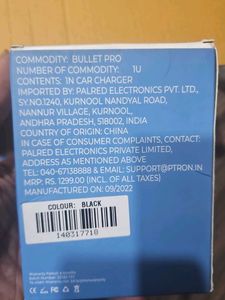 COMMODITY: BULLET PRO
NUMBER OF COMMODITY: 1U
CONTENTS: 1N CAR CHARGER
IMPORTED BY: PALRED ELECTRONICS PVT. LTD.,
SY.NO.1240, KURNOOL NANDYAL ROAD,
NANNUR VILLAGE, KURNOOL,
ANDHRA PRADESH, 518002, INDIA
COUNTRY OF ORIGIN: CHINA
IN CASE OF CONSUMER COMPLAINTS, CONTACT:
PALRED ELECTRONICS PRIVATE LIMITED,
ADDRESS AS MENTIONED ABOVE
TEL: 040-67138888 EMAIL: SUPPORT@PTRON.IN
MRP: RS. 1299.00 (INCL. OF ALL TAXES)
MANUFACTURED ON: 09/2022
COLOUR: BLACK
140317718